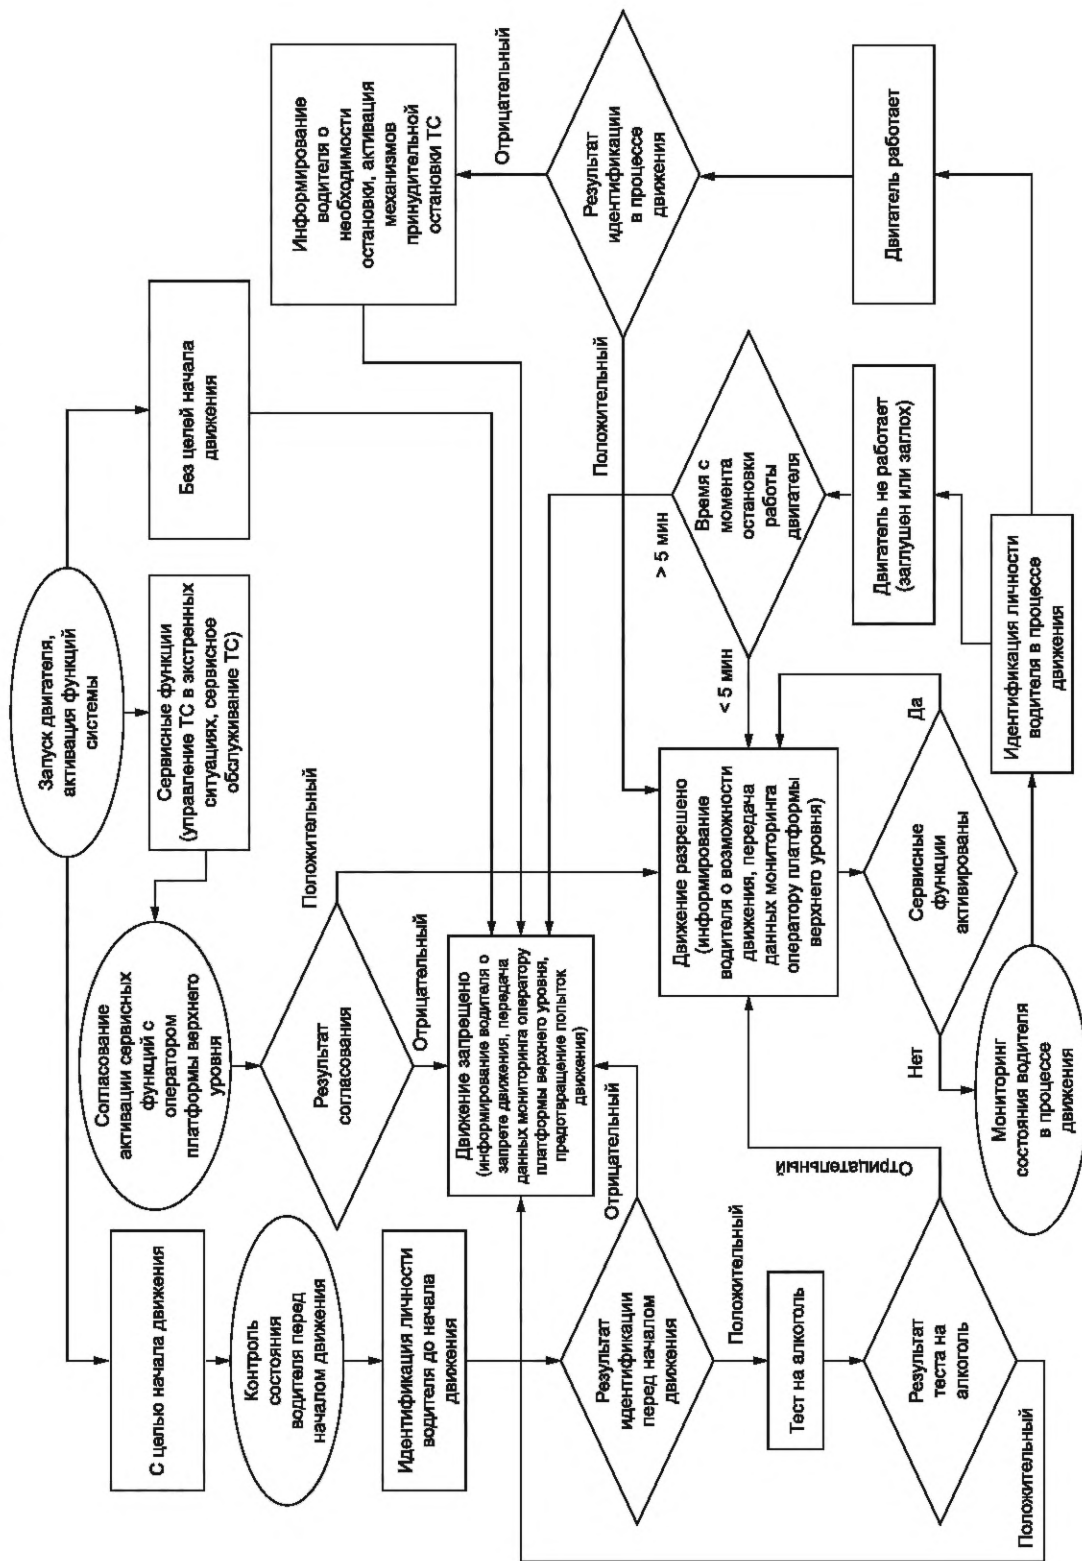 Запуск двигателя,
активация функций
системы
С целью начала движения
Сервисные функции
(управление ТС в экстренных
ситуациях, сервисное
обслуживание ТС)
Без целей начала
движения
Контроль
состояния
водителя перед
началом движения
Согласование
активации сервисных
функций с
оператором
платформы верхнего
уровня
Информирование
водителя о
необходимости
остановки, активация
механизмов
принудительной
остановки ТС
Идентификация личности
водителя до начала
движения
Результат
согласования
Положительный
Отрицательный
Отрицательный
Движение запрещено
(информирование водителя о
запрете движения, передача
данных мониторинга оператору
платформы верхнего уровня,
предотвращение попыток
движения)
Результат
идентификации
перед началом
движения
Отрицательный
Положительный
Результат
идентификации
в процессе
движения
Положительный
Время с
момента
остановки
работы
двигателя
> 5 мин
< 5 мин
Движение разрешено
(информирование
водителя о возможности
движения, передача
данных мониторинга
оператору платформы
верхнего уровня)
Тест на алкоголь
Отрицательный
Результат
теста на
алкоголь
Положительный
Сервисные
функции
активированы
Нет
Да
Двигатель не работает
(заглушен или заглох)
Двигатель работает
Мониторинг
состояния водителя
в процессе
движения
Идентификация личности
водителя в процессе
движения